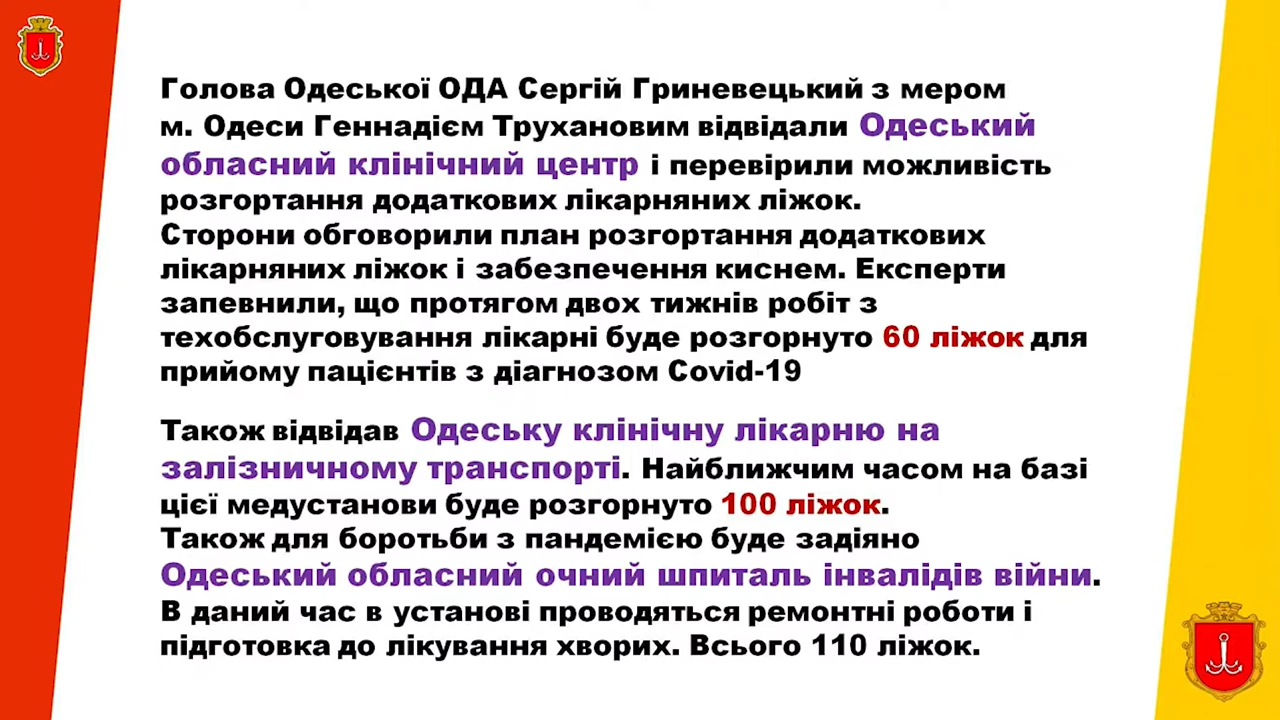 Голова Одеської ОДА Сергій Гриневецький з мером
м. Одеси Геннадієм Трухановим відвідали Одеський
обласний клінічний центр і перевірили можливість
розгортання додаткових лікарняних ліжок.
Сторони обговорили план розгортання додаткових
лікарняних ліжок і забезпечення киснем. Експерти
запевнили, що протягом двох тижнів робіт з
техобслуговування лікарні буде розгорнуто 60 ліжок для
прийому пацієнтів з діагнозом Covid-19
Також відвідав Одеську клінічну лікарню на
залізничному транспорті. Найближчим часом на базі
цієї медустанови буде розгорнуто 100 ліжок.
Також для боротьби з пандемією буде задіяно
Одеський обласний очний шпиталь інвалідів війни.
В даний час в установі проводяться ремонтні роботи і
підготовка до лікування хворих. Всього 110 ліжок.